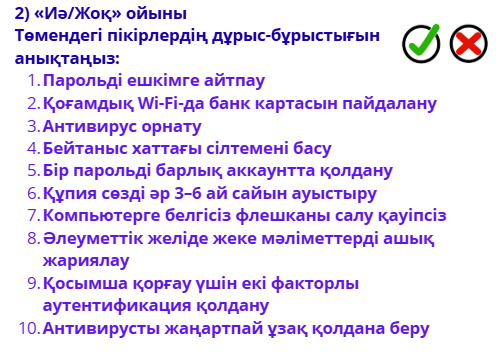 2) «Иә/Жоқ» ойыны
Төмендегі пікірлердің дұрыс-бұрыстығын
анықтаңыз:
1. Парольді ешкімге айтпау
2. Қоғамдық Wi-Fi-да банк картасын пайдалану
3. Антивирус орнату
4. Бейтаныс хаттағы сілтемені басу
5. Бір парольді барлық аккаунтта қолдану
6. Құпия сөзді әр 3–6 ай сайын ауыстыру
7. Компьютерге белгісіз флешканы салу қауіпсіз
8. Әлеуметтік желіде жеке мәліметтерді ашық
жариялау
9. Қосымша қорғау үшін екі факторлы
аутентификация қолдану
10. Антивирусты жаңартпай ұзақ қолдана беру